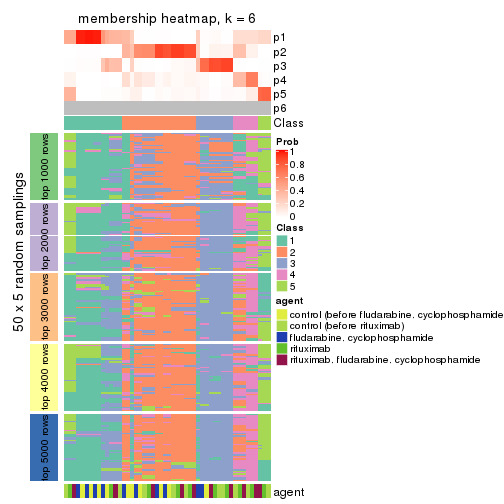 membership heatmap, k = 6
p1
p2
p3
p4
p5
p6
Class
50 x 5 random samplings
top 1000 rows
top 2000 rows
top 3000 rows
top 4000 rows
top 5000 rows
Prob
1
0.8
0.6
0.4
0.2
0
Class
1
2
3
4
5
agent
control (before fludarabine. cyclophosphamide
control (before rituximab)
fludarabine. cyclophosphamide
rituximab
rituximab. fludarabine. cyclophosphamide
agent